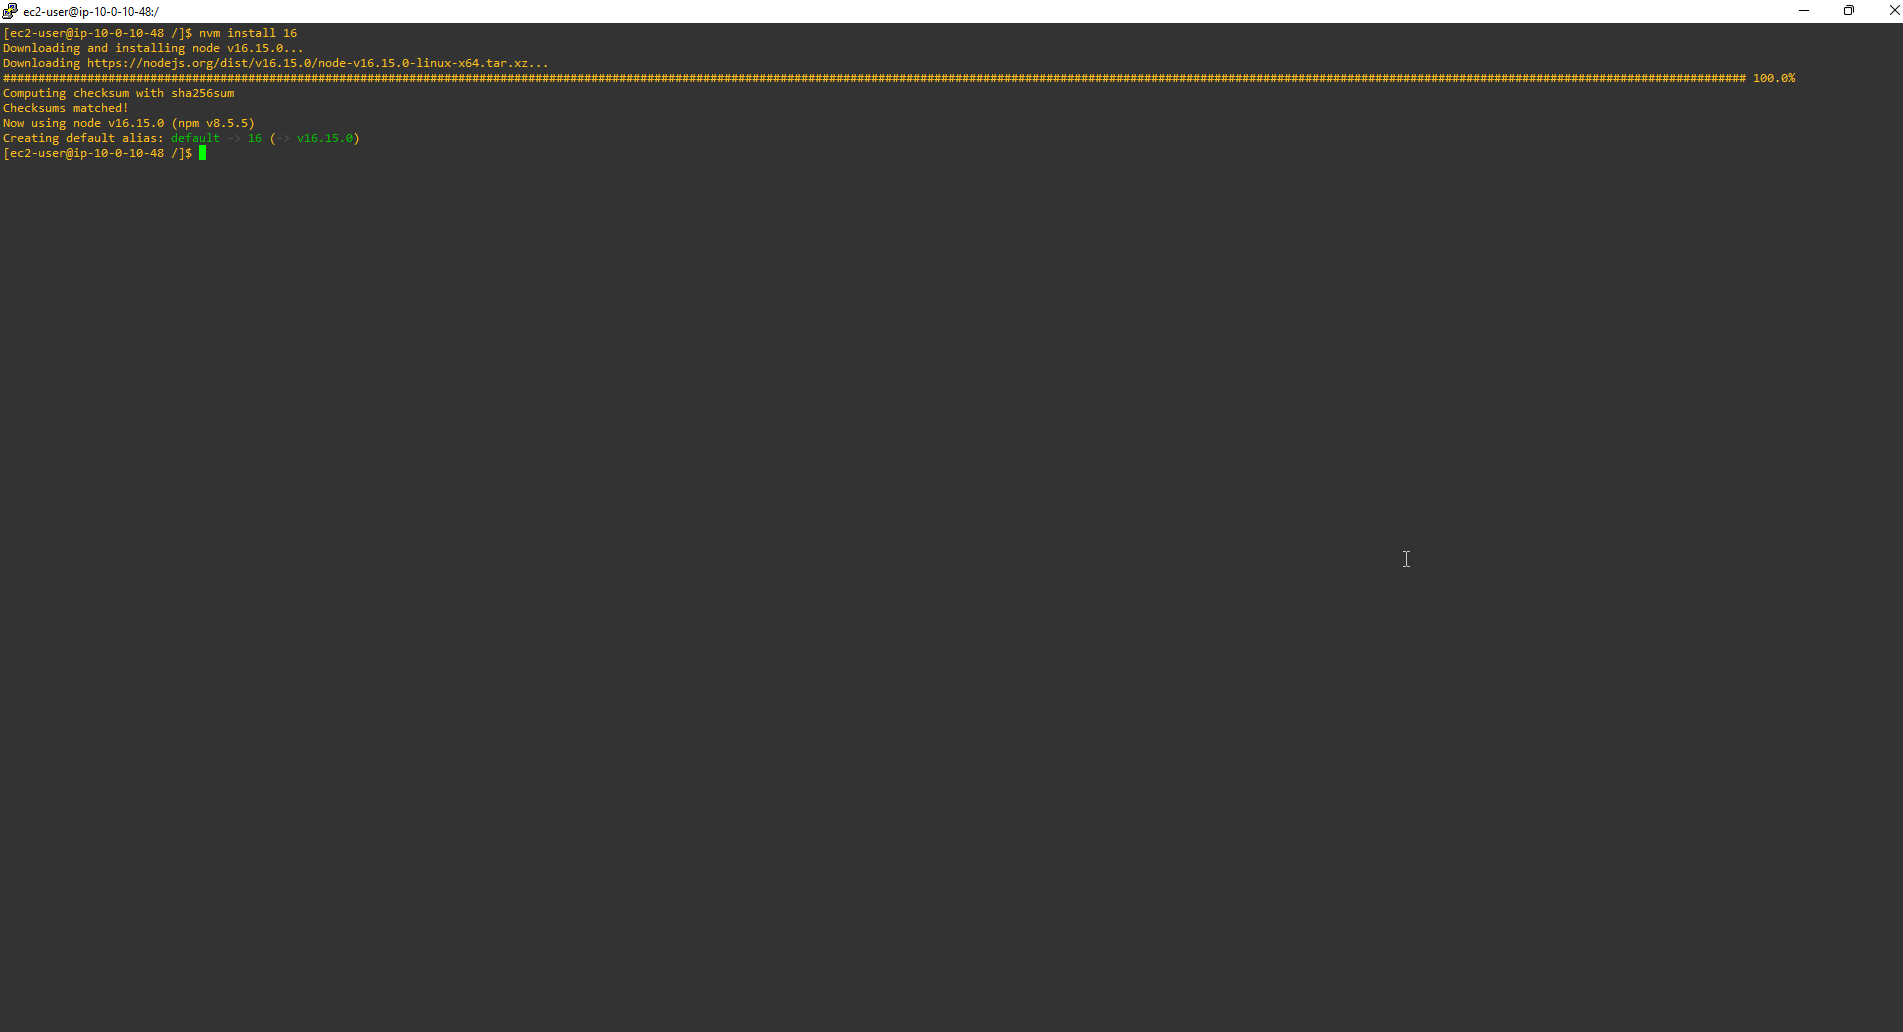 ec2-user@ip-10-0-10-48:/
[ec2-user@ip-10-0-10-48 /]$ nvm install 16
Downloading and installing node v16.15.0...
Downloading https://nodejs.org/dist/v16.15.0/node-v16.15.0-linux-x64.tar.xz...
######################################################################################################################################################################################################################################################### 100.0%
Computing checksum with sha256sum
Checksums matched!
Now using node v16.15.0 (npm v8.5.5)
Creating default alias: default -> 16 (-> v16.15.0)
[ec2-user@ip-10-0-10-48 /]$